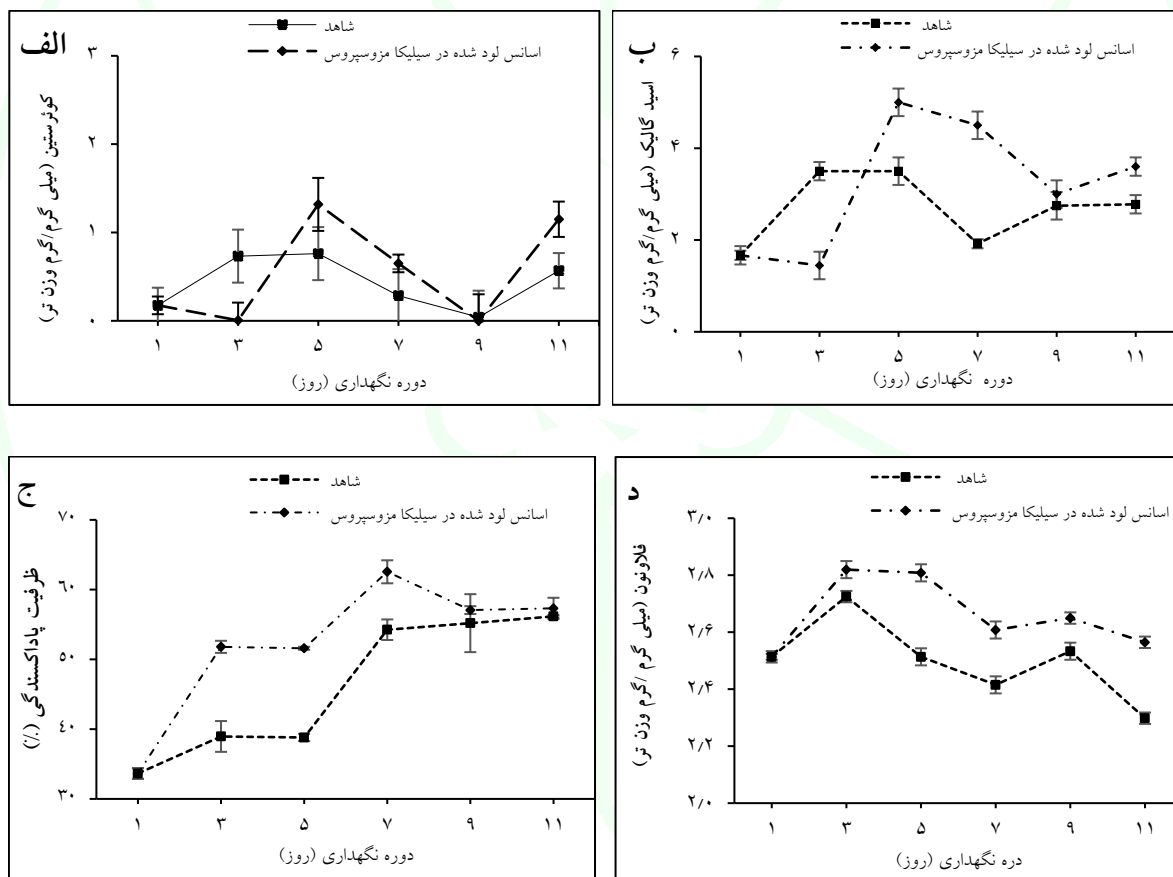 الف
شاهد
اسانس لود شده در سیلیکا مزوسپروس
کوئرستین (میلی گرم/گرم وزن تر)
۳
۲
۱
۰
۱ ۳ ۵ ۷ ۹ ۱۱
دوره نگهداری (روز)
ب
شاهد
اسانس لود شده در سیلیکا مزوسپروس
اسید گالیک (میلی گرم/گرم وزن تر)
۶
۴
۲
۰
۱ ۳ ۵ ۷ ۹ ۱۱
دوره نگهداری (روز)
ج
شاهد
اسانس لود شده در سیلیکا مزوسپروس
ظرفیت پاداکسندگی (٪)
۷۰
۶۰
۵۰
۴۰
۳۰
۱ ۳ ۵ ۷ ۹ ۱۱
دوره نگهداری (روز)
د
شاهد
اسانس لود شده در سیلیکا مزوسپروس
فلاونون (میلی گرم /گرم وزن تر)
۳/۰
۲/۸
۲/۶
۲/۴
۲/۲
۲/۰
۱ ۳ ۵ ۷ ۹ ۱۱
دره نگهداری (روز)